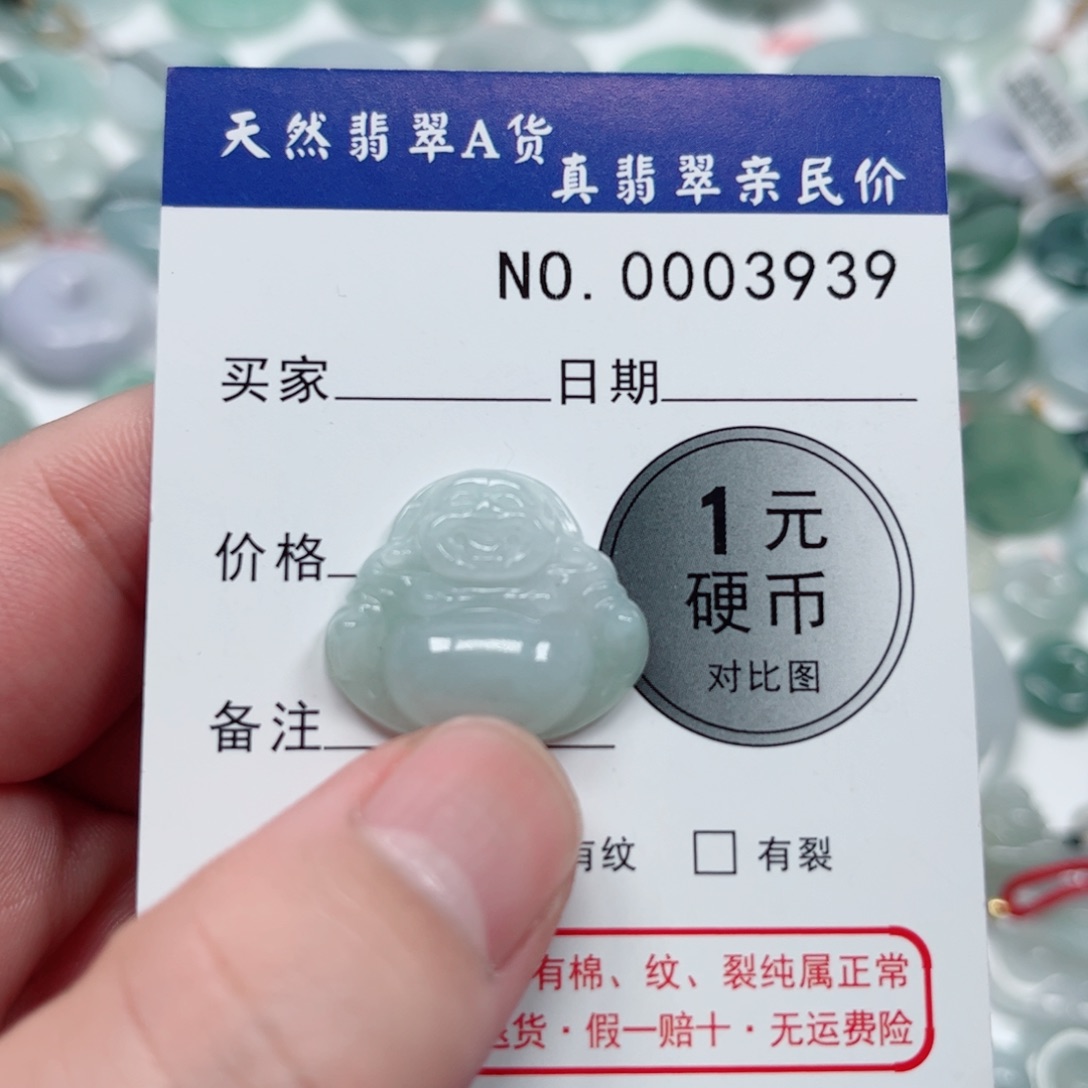 天然翡翠A货
真翡翠亲民价
NO. 0003939
买家 日期
价格
1元
硬币
对比图
备注
有纹 有裂
有棉、纹、裂纯属正常
退货·假一赔十·无运费险